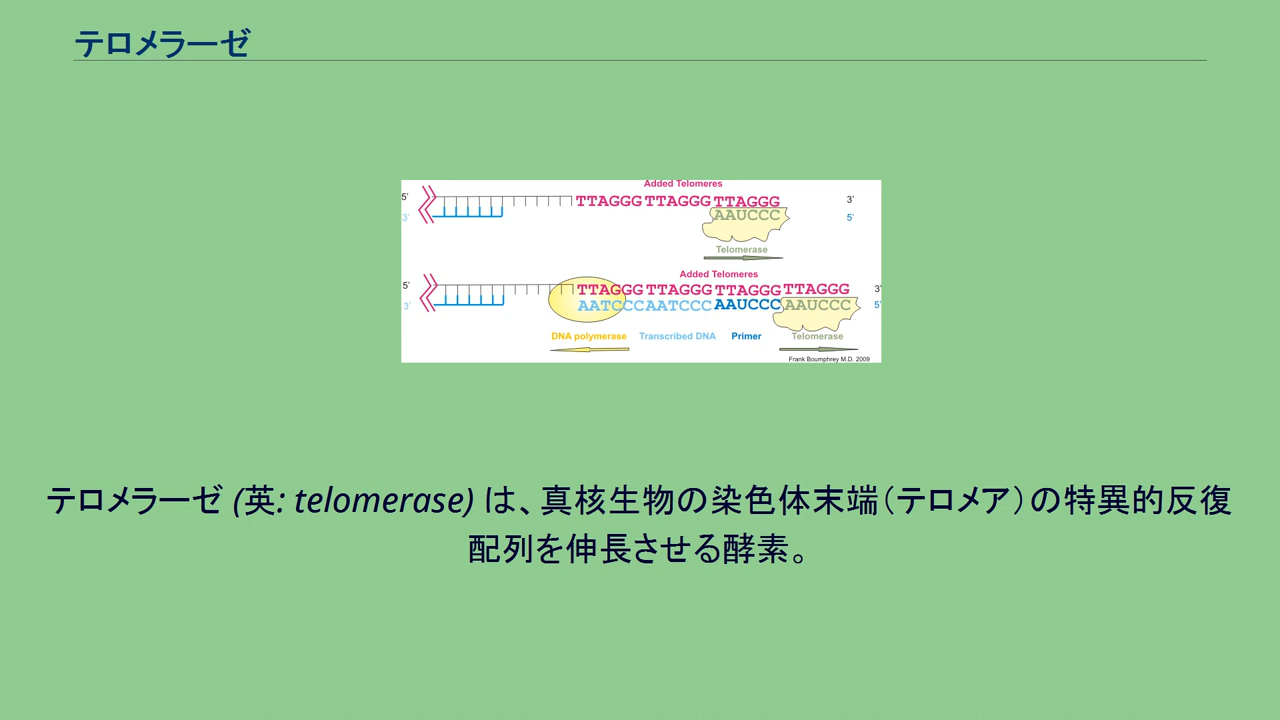 テロメラーゼ
Added Telomeres
5' TTAGGG TTAGGG TTAGGG 3'
3' AAUCCC 5'
Telomerase
Added Telomeres
5' TTAGGG TTAGGG TTAGGG TTAGGG 3'
3' AATCCC AATCCC AAUCCC AAUCCC 5'
DNA polymerase Transcribed DNA Primer Telomerase
Frank Boumphrey M.D. 2009
テロメラーゼ (英: telomerase) は、真核生物の染色体末端（テロメア）の特異的反復
配列を伸長させる酵素。